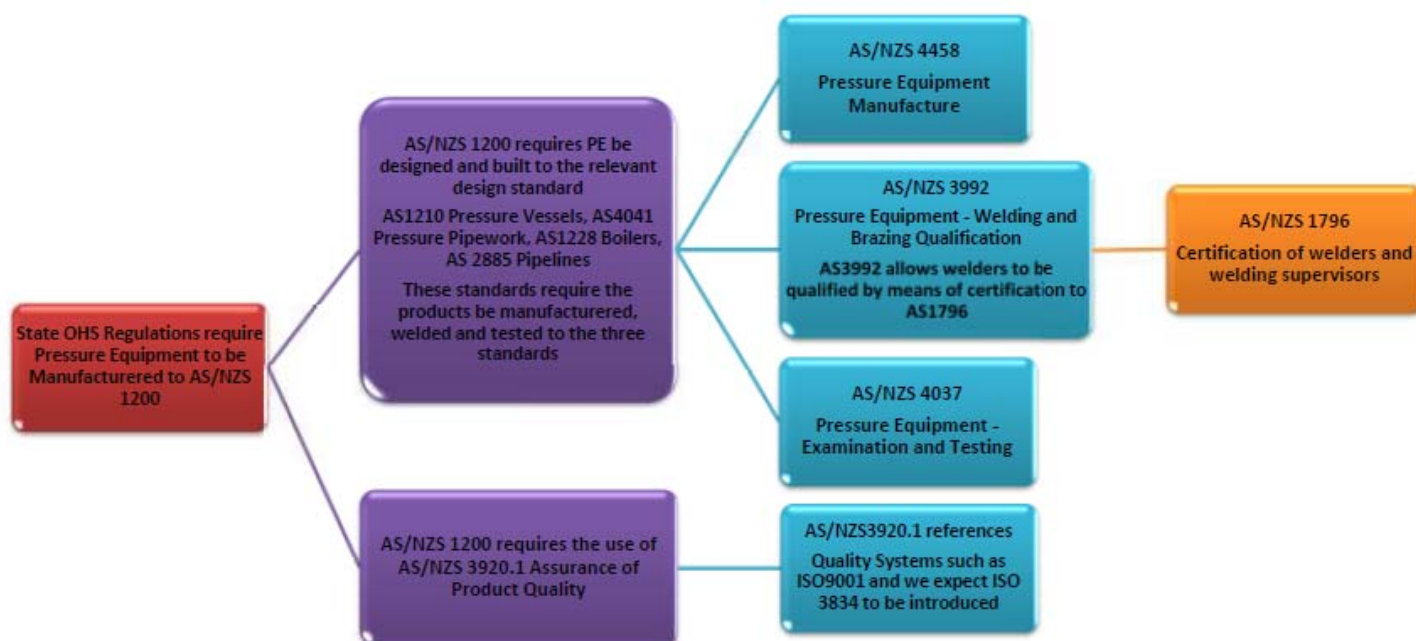 State OHS Regulations require
Pressure Equipment to be
Manufacturered to AS/NZS
1200
AS/NZS 1200 requires PE be
designed and built to the relevant
design standard
AS1210 Pressure Vessels, AS4041
Pressure Pipework, AS1228 Boilers,
AS 2885 Pipelines
These standards require the
products be manufacturered,
welded and tested to the three
standards
AS/NZS 1200 requires the use of
AS/NZS 3920.1 Assurance of
Product Quality
AS/NZS 4458
Pressure Equipment
Manufacture
AS/NZS 3992
Pressure Equipment - Welding and
Brazing Qualification
AS3992 allows welders to be
qualified by means of certification to
AS1796
AS/NZS 4037
Pressure Equipment -
Examination and Testing
AS/NZS3920.1 references
Quality Systems such as
ISO9001 and we expect ISO
3834 to be introduced
AS/NZS 1796
Certification of welders and
welding supervisors